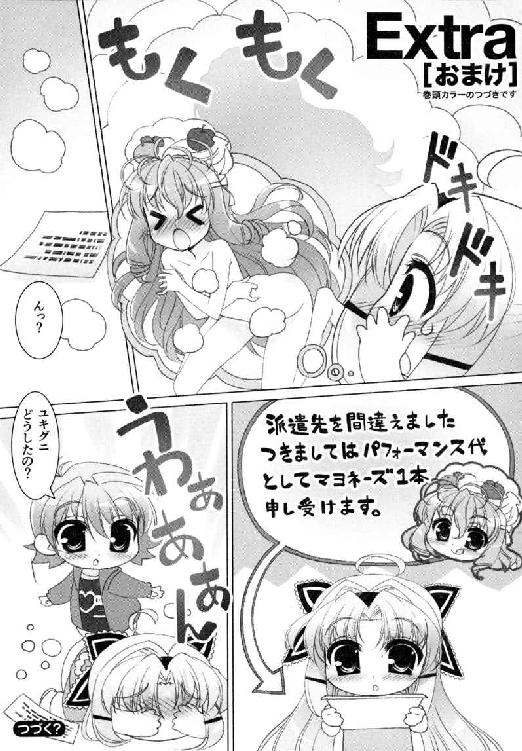 Extra
[おまけ]
巻頭カラーのつづきです
もくもく
ドキ
ドキ
んっ?
派遣先を間違えました
つきましてはパフォーマンス代
としてマヨネーズ1本
申し受けます。
うわぁぁあぁん
ユキグニ
どうしたの?
つづく?